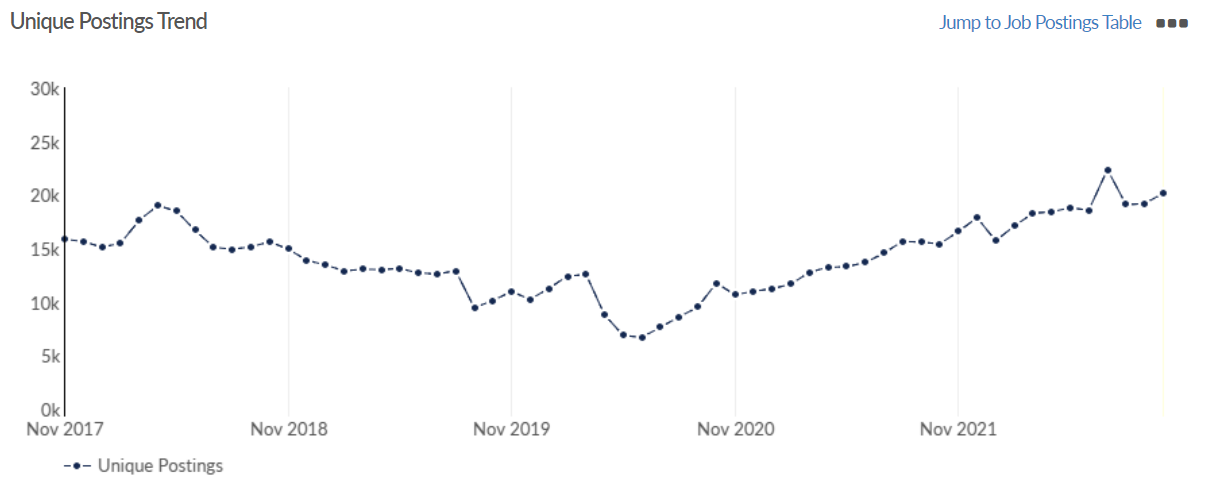 Unique Postings Trend
Jump to Job Postings Table
30k
25k
20k
15k
10k
5k
0k
Nov 2017
Nov 2018
Nov 2019
Nov 2020
Nov 2021
Unique Postings